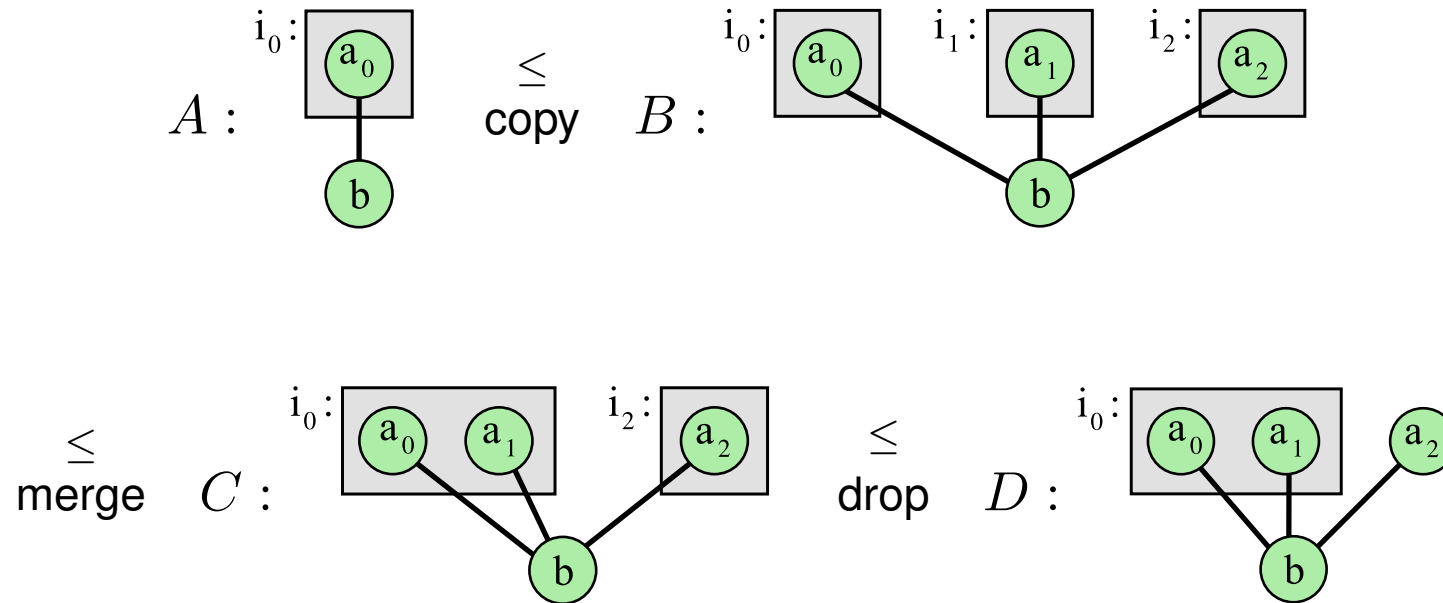 i₀: a₀ ≤ i₀: a₀ i₁: a₁ i₂: a₂
A : copy B :
b b
i₀: a₀ a₁ i₂: a₂ i₀: a₀ a₁ a₂
≤ ≤
merge C : drop D :
b b